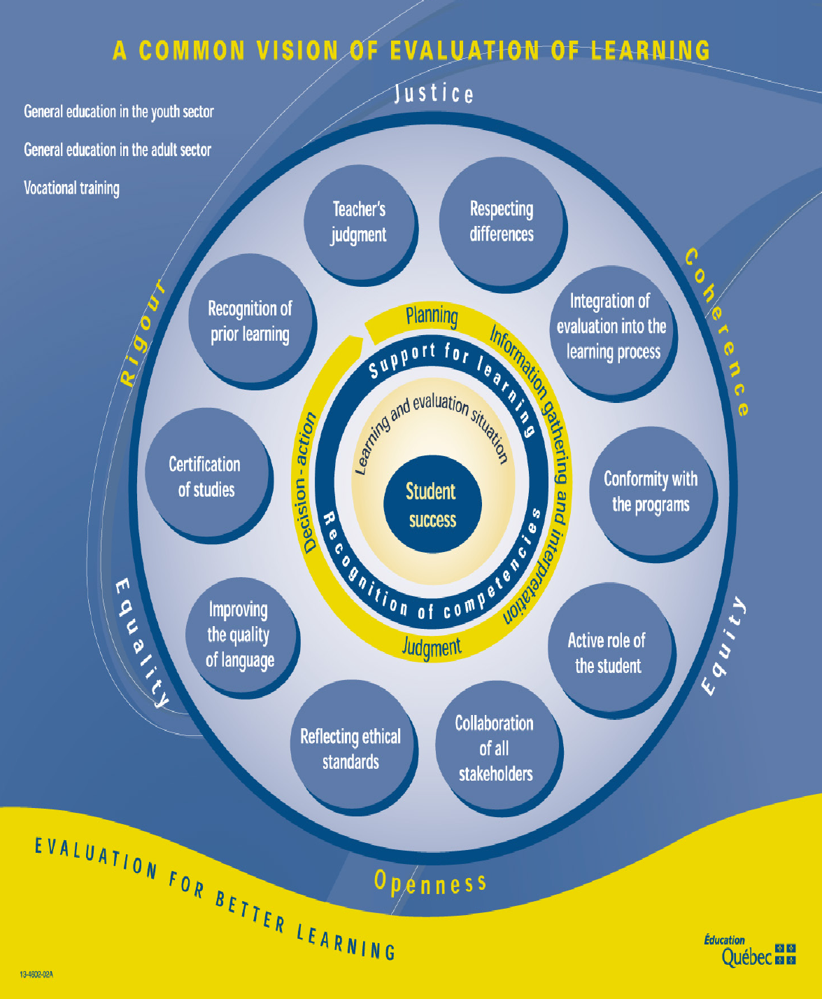 A COMMON VISION OF EVALUATION OF LEARNING
General education in the youth sector
General education in the adult sector
Vocational training
Justice
Coherence
Equity
Openness
Equality
Rigour
Teacher's
judgment
Respecting
differences
Integration of
evaluation into the
learning process
Conformity with
the programs
Active role of
the student
Collaboration
of all
stakeholders
Reflecting ethical
standards
Improving
the quality
of language
Certification
of studies
Recognition of
prior learning
Planning
Information gathering and interpretation
Judgment
Decision - action
Support for learning
Recognition of competencies
Learning and evaluation situation
Student
success
EVALUATION FOR BETTER LEARNING
Éducation
Québec
13-4602-02A